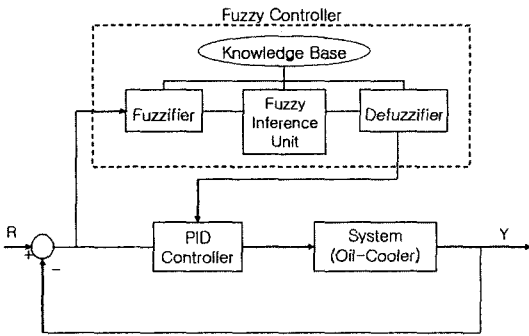 Fuzzy Controller
Knowledge Base
Fuzzifier
Fuzzy
Inference
Unit
Defuzzifier
R
+
−
PID
Controller
System
(Oil-Cooler)
Y